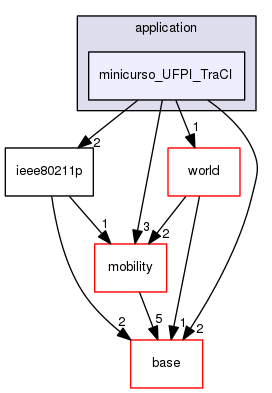 application
minicurso_UFPI_TraCI
2
1
ieee80211p
world
1
3
2
mobility
5
2
1
2
base